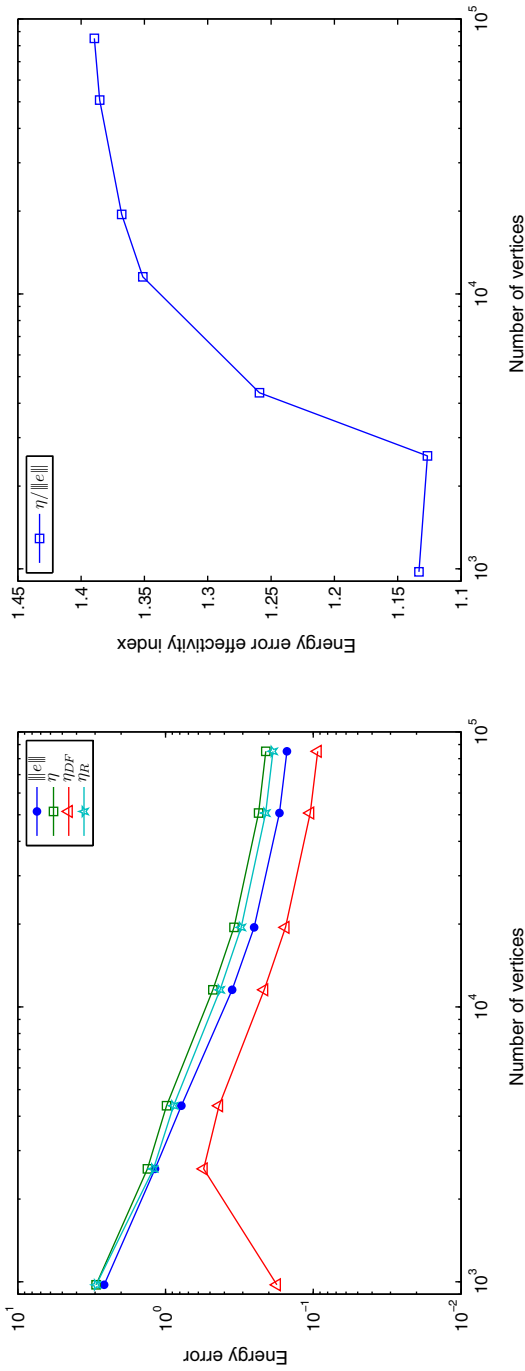 |||e|||
η
η_DF
η_R
10^1
10^0
10^-1
10^-2
Energy error
10^3
10^4
10^5
Number of vertices
η/|||e|||
1.45
1.4
1.35
1.3
1.25
1.2
1.15
1.1
Energy error effectivity index
10^3
10^4
10^5
Number of vertices